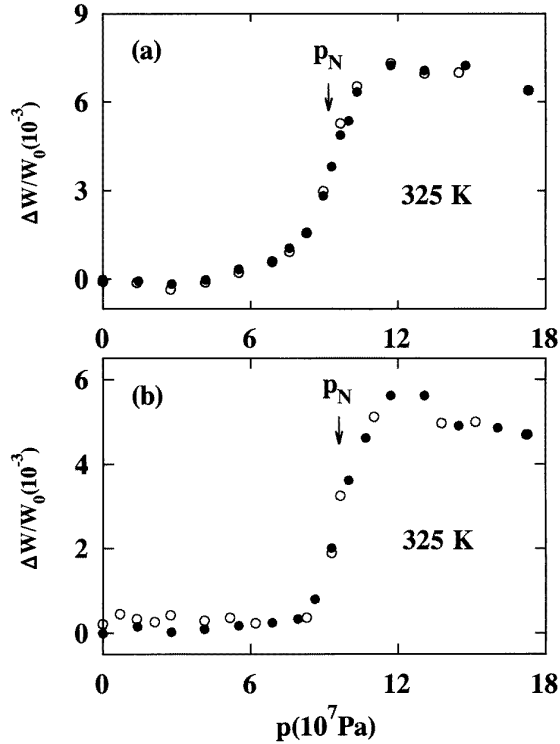 9
(a)
p_N
6
ΔW/W_0(10^-3)
3
325 K
0
0 6 12 18
(b)
p_N
6
4
ΔW/W_0(10^-3)
325 K
2
0
0 6 12 18
p(10^7Pa)